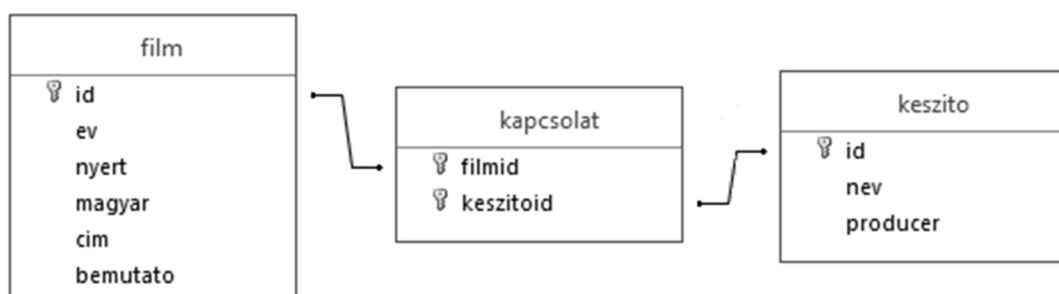 film
id
ev
nyert
magyar
cim
bemutato
kapcsolat
filmid
keszitoid
keszito
id
nev
producer